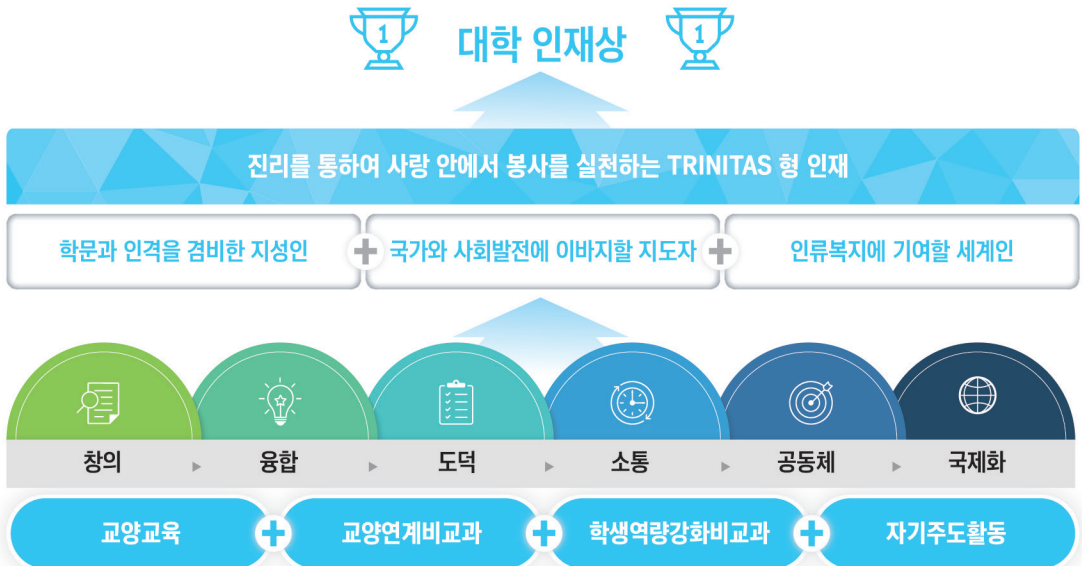 1 대학 인재상 1
진리를 통하여 사랑 안에서 봉사를 실천하는 TRINITAS 형 인재
학문과 인격을 겸비한 지성인 + 국가와 사회발전에 이바지할 지도자 + 인류복지에 기여할 세계인
창의 ▶ 융합 ▶ 도덕 ▶ 소통 ▶ 공동체 ▶ 국제화
교양교육 + 교양연계비교과 + 학생역량강화비교과 + 자기주도활동